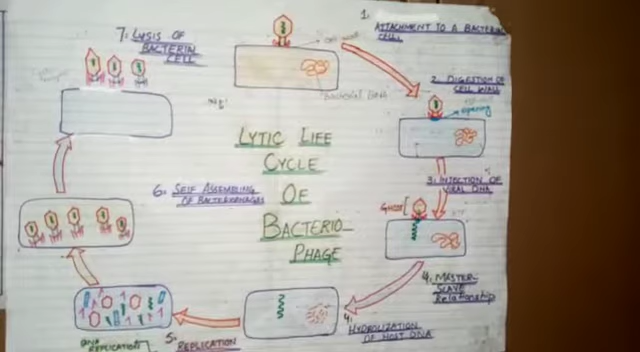 7. LYSIS OF
BACTERIA
CELL
1.
ATTACHMENT TO A BACTERIAL
CELL
Bacterial DNA
2. DIGESTION OF
CELL WALL
opening
LYTIC LIFE
CYCLE
OF
BACTERIO_
PHAGE
3. INJECTION OF
VIRAL DNA
GHOST
6. SELF ASSEMBLING
OF BACTERIOPHAGES
4. MASTER
SLAVE
Relationship
4.
HYDROLIZATION
OF HOST DNA
5.
REPLICATION
DNA REPLICATION